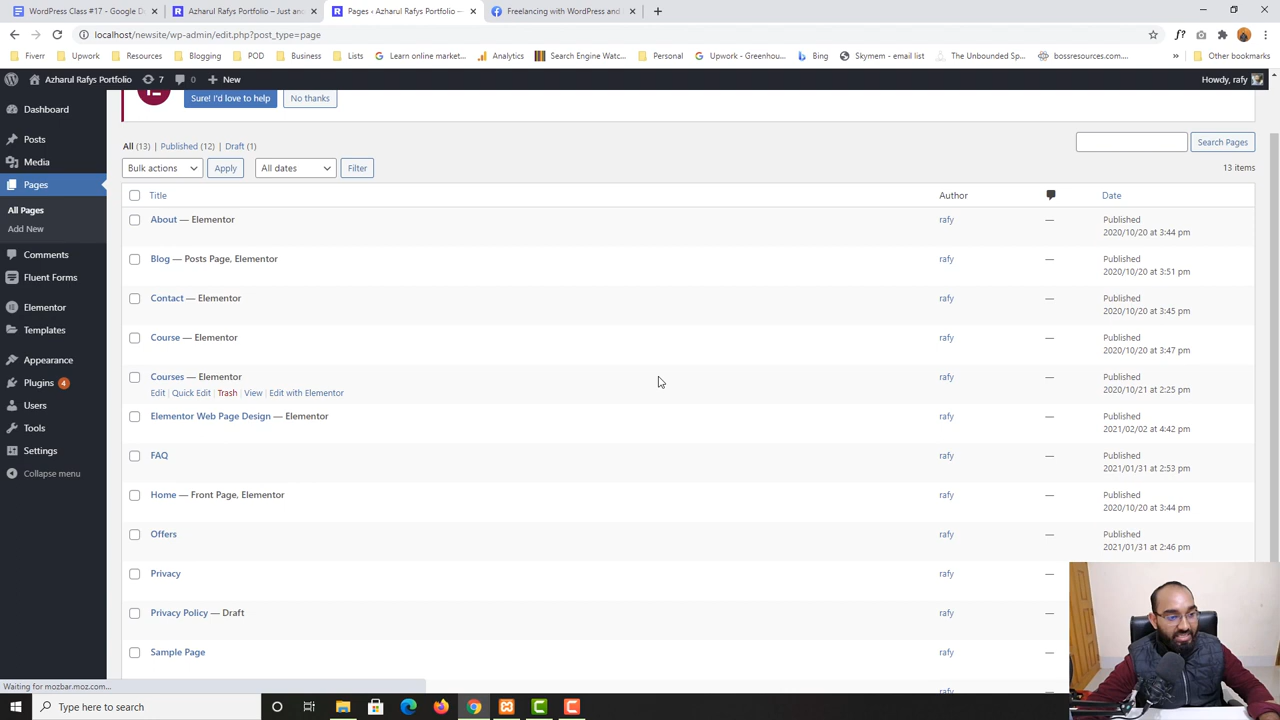 WordPress Class #17 - Google D
Azharul Rafys Portfolio – Just an
Pages ‹ Azharul Rafys Portfolio —
Freelancing with WordPress and
localhost/newsite/wp-admin/edit.php?post_type=page
Fiverr
Upwork
Resources
Blogging
POD
Business
Lists
Learn online market...
Analytics
Search Engine Watc...
Personal
Upwork - Greenhou...
Bing
Skymem - email list
The Unbounded Sp...
bossresources.com...
»
Other bookmarks
Azharul Rafys Portfolio
7
0
New
Howdy, rafy
Dashboard
Posts
Media
Pages
All Pages
Add New
Comments
Fluent Forms
Elementor
Templates
Appearance
Plugins 4
Users
Tools
Settings
Collapse menu
Sure! I'd love to help
No thanks
All (13) | Published (12) | Draft (1)
Search Pages
Bulk actions
Apply
All dates
Filter
13 items
Title
Author
Date
About — Elementor
rafy
—
Published
2020/10/20 at 3:44 pm
Blog — Posts Page, Elementor
rafy
—
Published
2020/10/20 at 3:51 pm
Contact — Elementor
rafy
—
Published
2020/10/20 at 3:45 pm
Course — Elementor
rafy
—
Published
2020/10/20 at 3:47 pm
Courses — Elementor
Edit | Quick Edit | Trash | View | Edit with Elementor
rafy
—
Published
2020/10/21 at 2:25 pm
Elementor Web Page Design — Elementor
rafy
—
Published
2021/02/02 at 4:42 pm
FAQ
rafy
—
Published
2021/01/31 at 2:53 pm
Home — Front Page, Elementor
rafy
—
Published
2020/10/20 at 3:44 pm
Offers
rafy
—
Published
2021/01/31 at 2:46 pm
Privacy
rafy
—
Privacy Policy — Draft
rafy
—
Sample Page
rafy
—
rafy
Waiting for mozbar.moz.com...
Type here to search